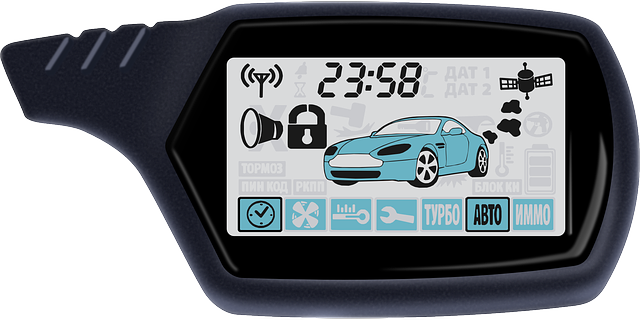 23:58
°C
ДАТ 1
ДАТ 2
ТОРМОЗ
ПИН КОД РКПП
БЛОК КН
ТУРБО АВТО ИММО